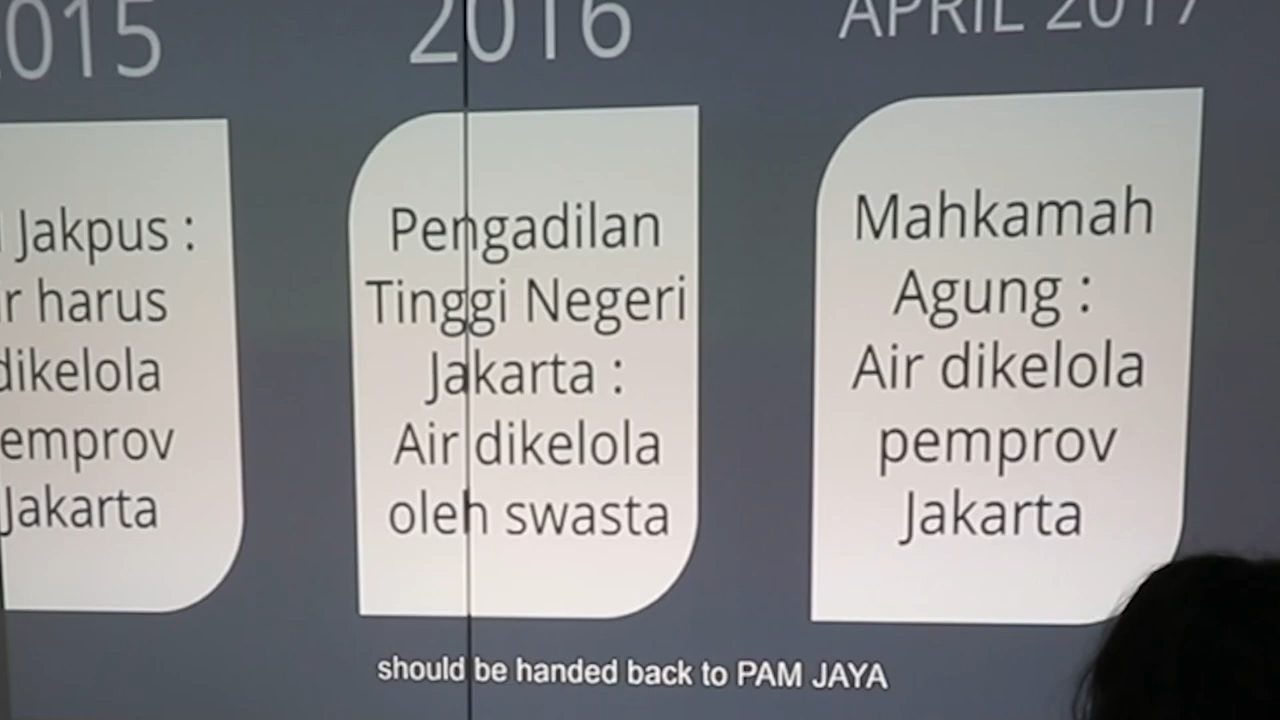 2016
APRIL 2017
Jakpus :
harus
dikelola
Jakarta
Pengadilan
Tinggi Negeri
Jakarta :
Air dikelola
oleh swasta
Mahkamah
Agung :
Air dikelola
pemprov
Jakarta
should be handed back to PAM JAYA